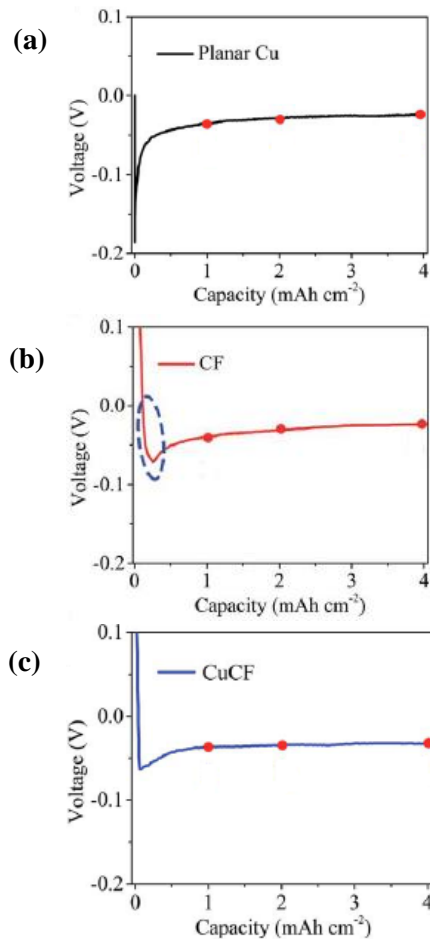 (a)
0.1
Planar Cu
0.0
-0.1
-0.2
Voltage (V)
0 1 2 3 4
Capacity (mAh cm⁻²)
(b)
0.1
CF
0.0
-0.1
-0.2
Voltage (V)
0 1 2 3 4
Capacity (mAh cm⁻²)
(c)
0.1
CuCF
0.0
-0.1
-0.2
Voltage (V)
0 1 2 3 4
Capacity (mAh cm⁻²)